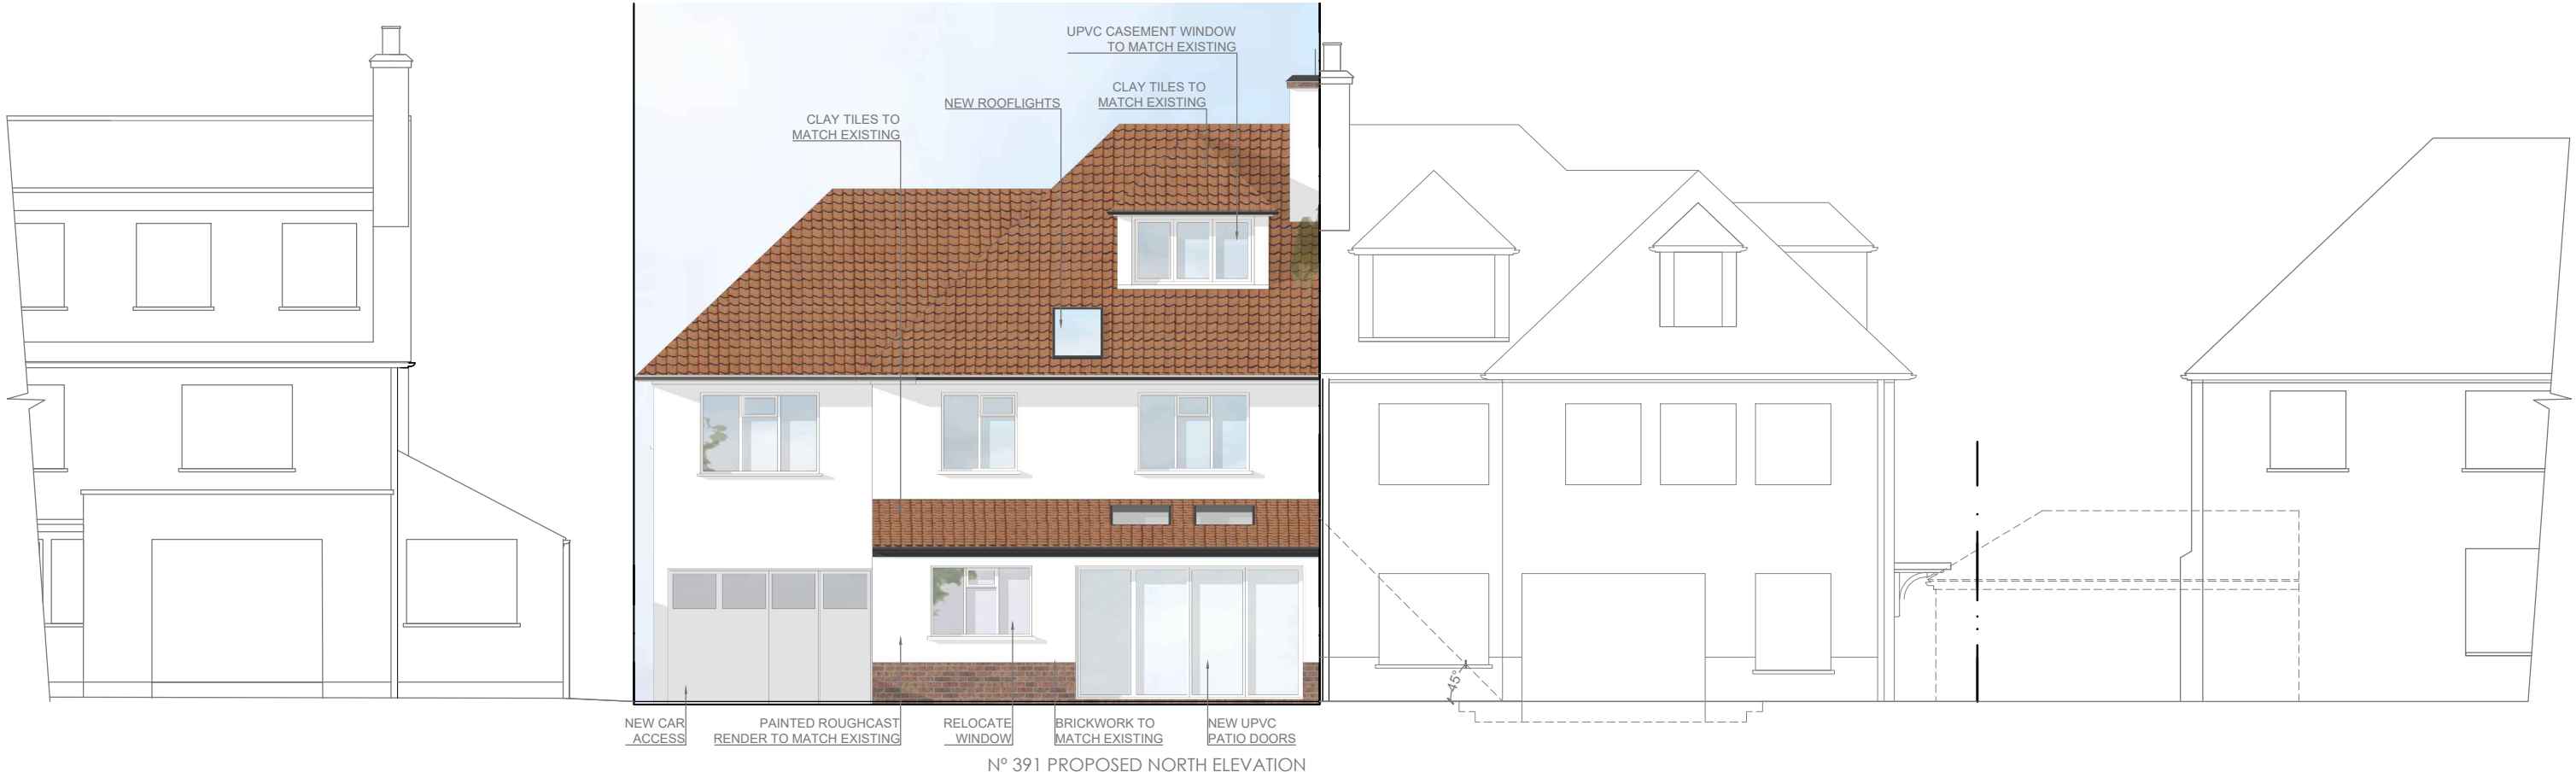 UPVC CASEMENT WINDOW
TO MATCH EXISTING
CLAY TILES TO
MATCH EXISTING
NEW ROOFLIGHTS
CLAY TILES TO
MATCH EXISTING
45°
NEW CAR
ACCESS
PAINTED ROUGHCAST
RENDER TO MATCH EXISTING
RELOCATE
WINDOW
BRICKWORK TO
MATCH EXISTING
NEW UPVC
PATIO DOORS
Nº 391 PROPOSED NORTH ELEVATION